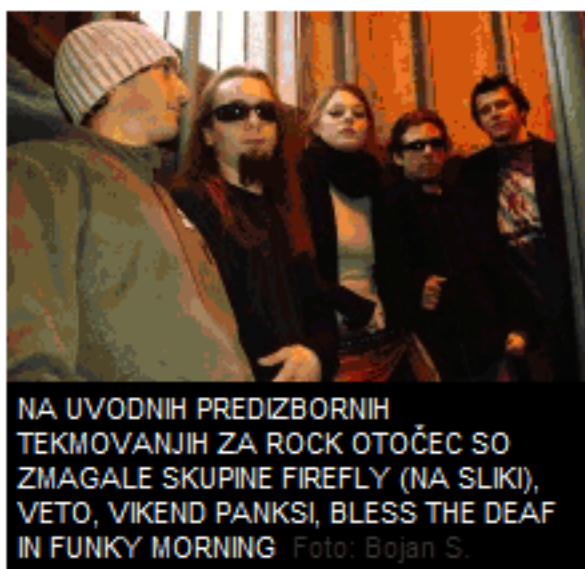 NA UVODNIH PREDIZBORNIH
TEKMOVANJIH ZA ROCK OTOČEC SO
ZMAGALE SKUPINE FIREFLY (NA SLIKI),
VETO, VIKEND PANKSI, BLESS THE DEAF
IN FUNKY MORNING Foto: Bojan S.